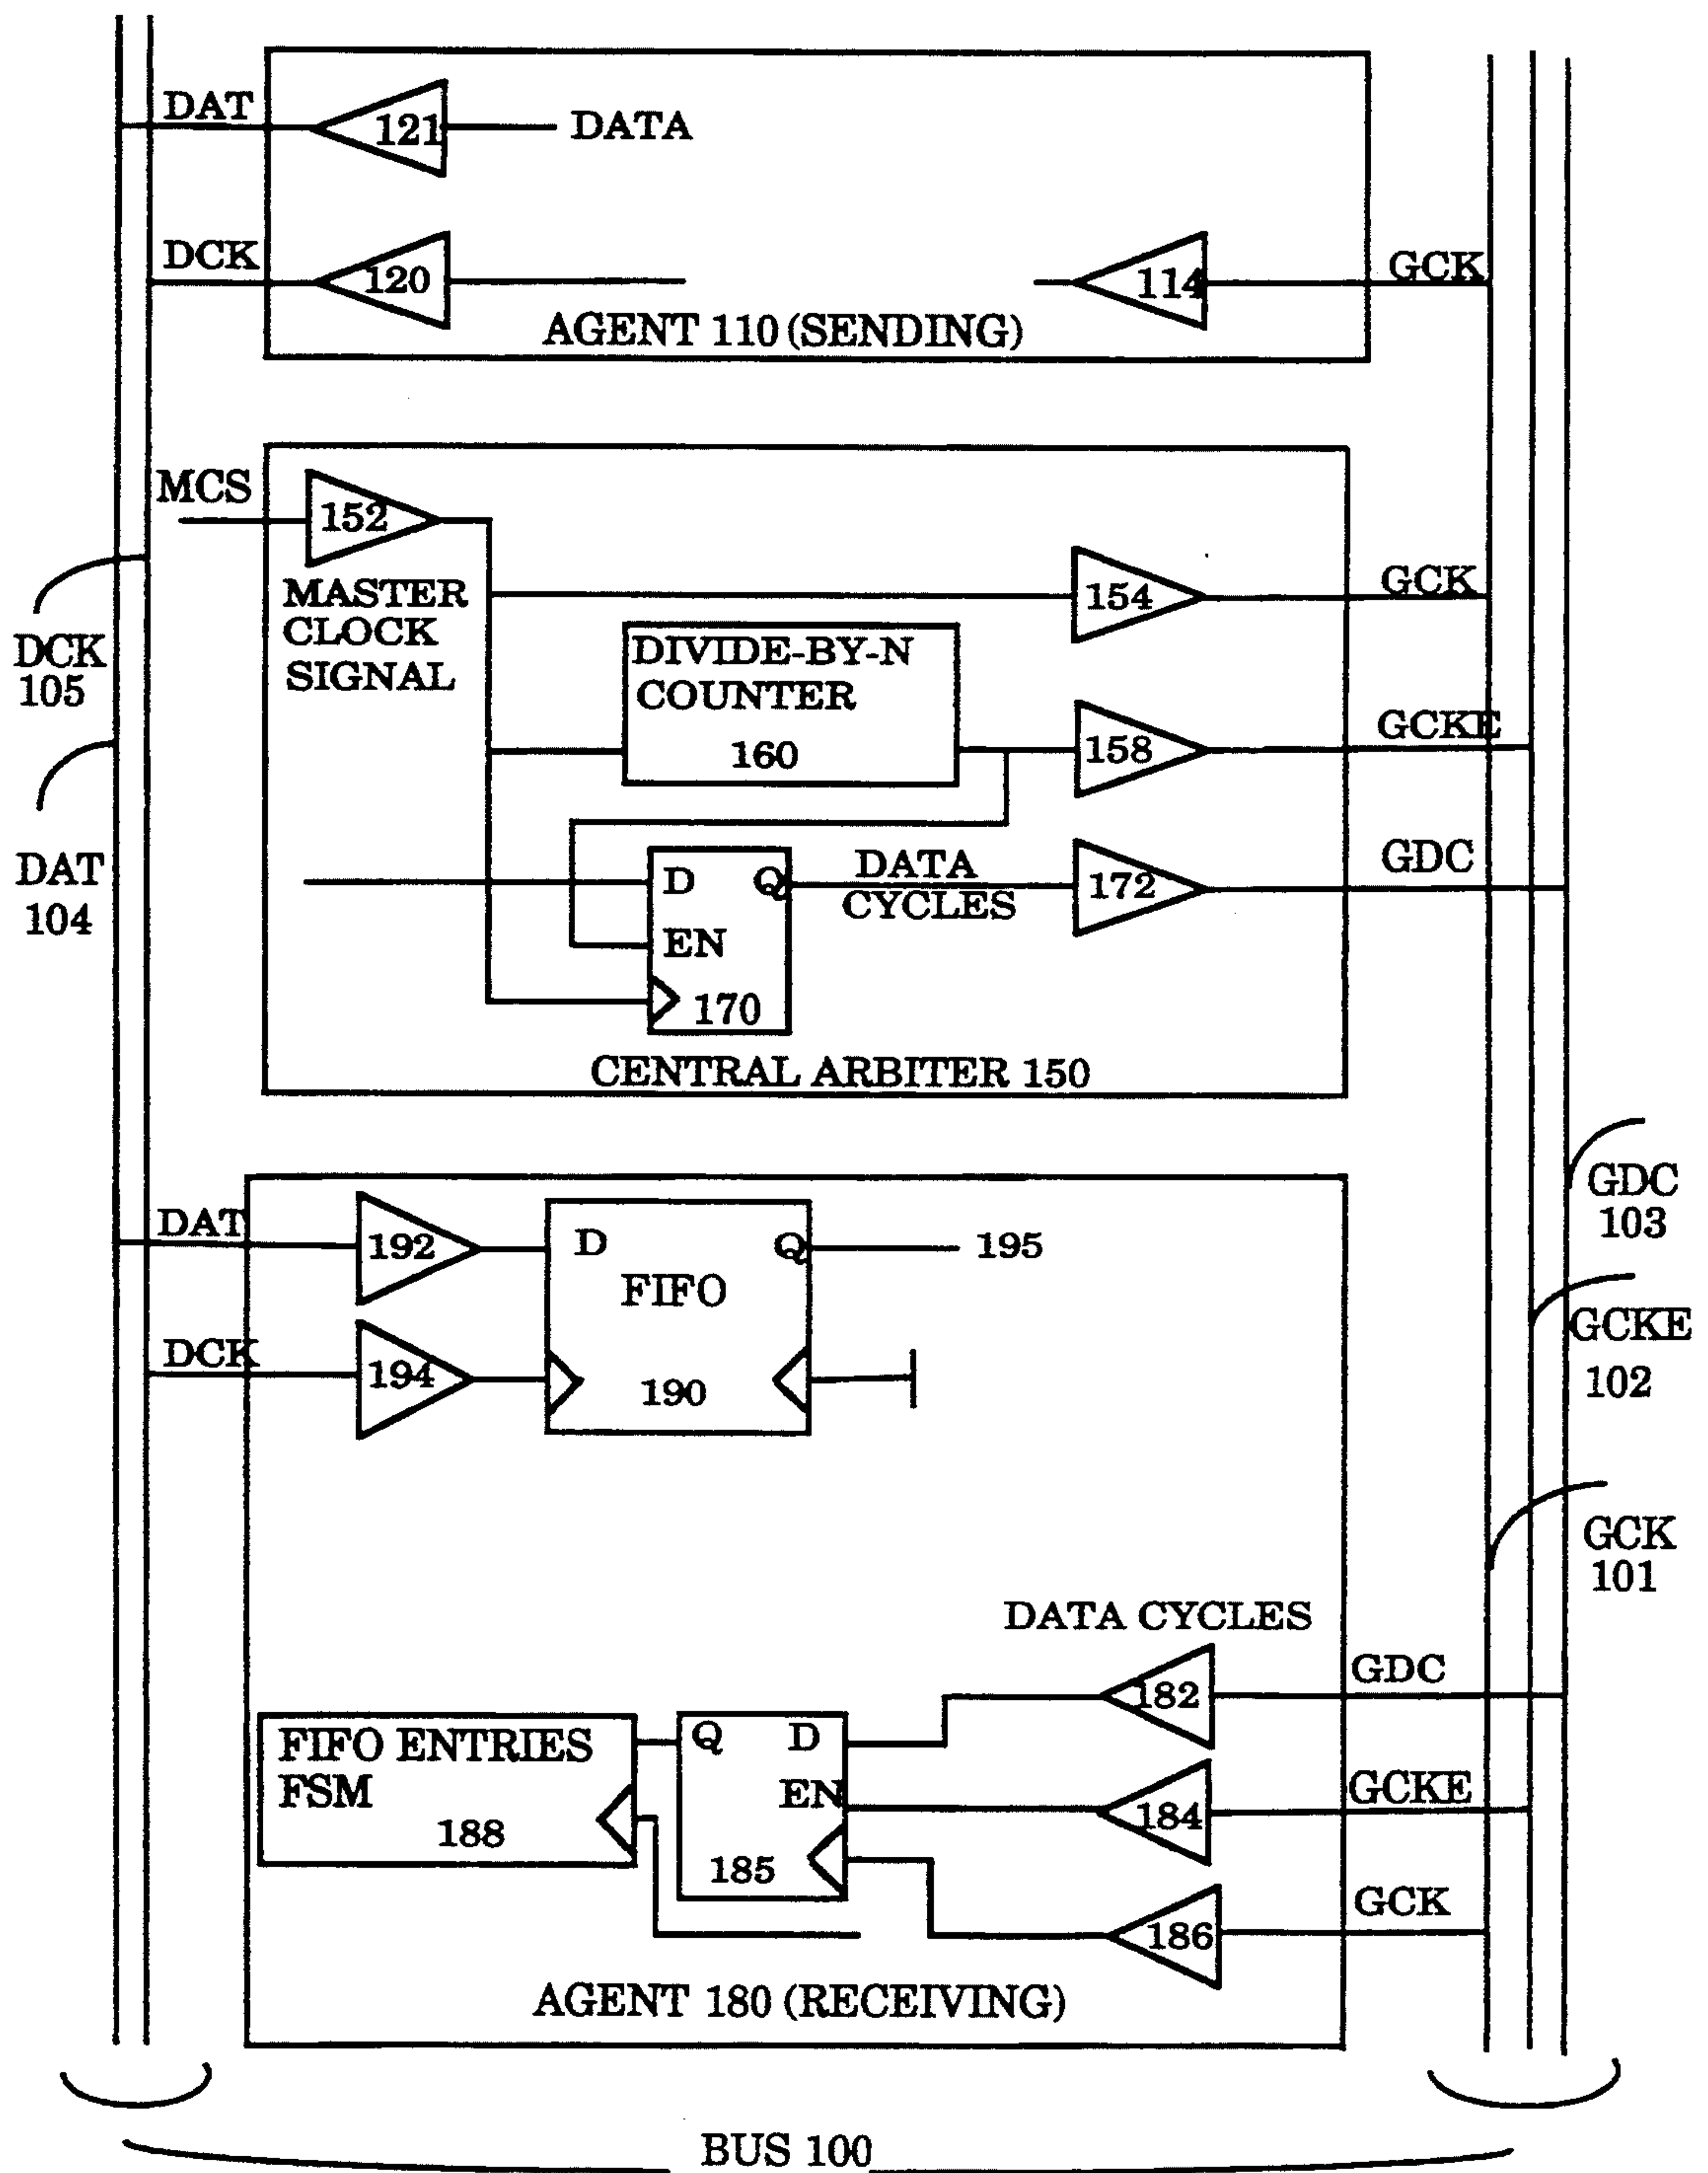 DAT
121
DATA
DCK
120
114
GCK
AGENT 110 (SENDING)
MCS
152
MASTER
CLOCK
SIGNAL
154
GCK
DIVIDE-BY-N
COUNTER
160
158
GCKE
DCK
105
DAT
104
D
Q
EN
170
DATA
CYCLES
172
GDC
CENTRAL ARBITER 150
DAT
192
D
Q
195
FIFO
DCK
194
190
GDC
103
GCKE
102
GCK
101
DATA CYCLES
182
GDC
FIFO ENTRIES
FSM
188
Q
D
EN
185
184
GCKE
186
GCK
AGENT 180 (RECEIVING)
BUS 100